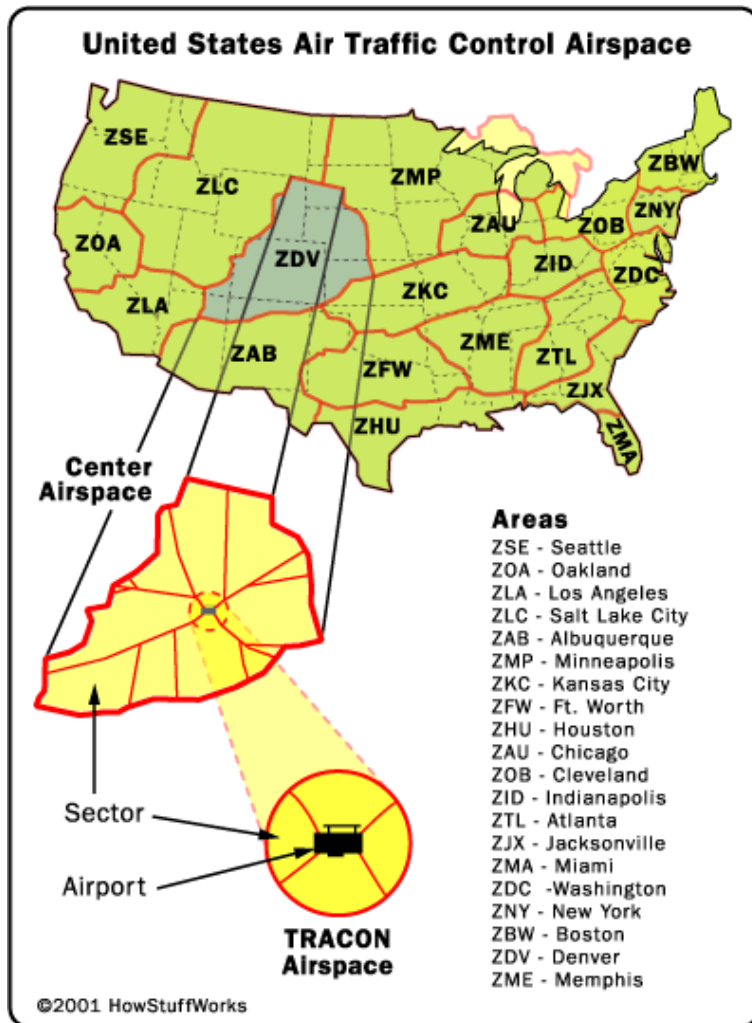 United States Air Traffic Control Airspace
ZSE
ZLC
ZMP
ZBW
ZOA
ZAU
ZOB
ZNY
ZDV
ZID
ZDC
ZLA
ZKC
ZAB
ZME
ZFW
ZTL
ZHU
ZJX
ZMA
Center
Airspace
Sector
Airport
TRACON
Airspace
Areas
ZSE - Seattle
ZOA - Oakland
ZLA - Los Angeles
ZLC - Salt Lake City
ZAB - Albuquerque
ZMP - Minneapolis
ZKC - Kansas City
ZFW - Ft. Worth
ZHU - Houston
ZAU - Chicago
ZOB - Cleveland
ZID - Indianapolis
ZTL - Atlanta
ZJX - Jacksonville
ZMA - Miami
ZDC -Washington
ZNY - New York
ZBW - Boston
ZDV - Denver
ZME - Memphis
©2001 HowStuffWorks